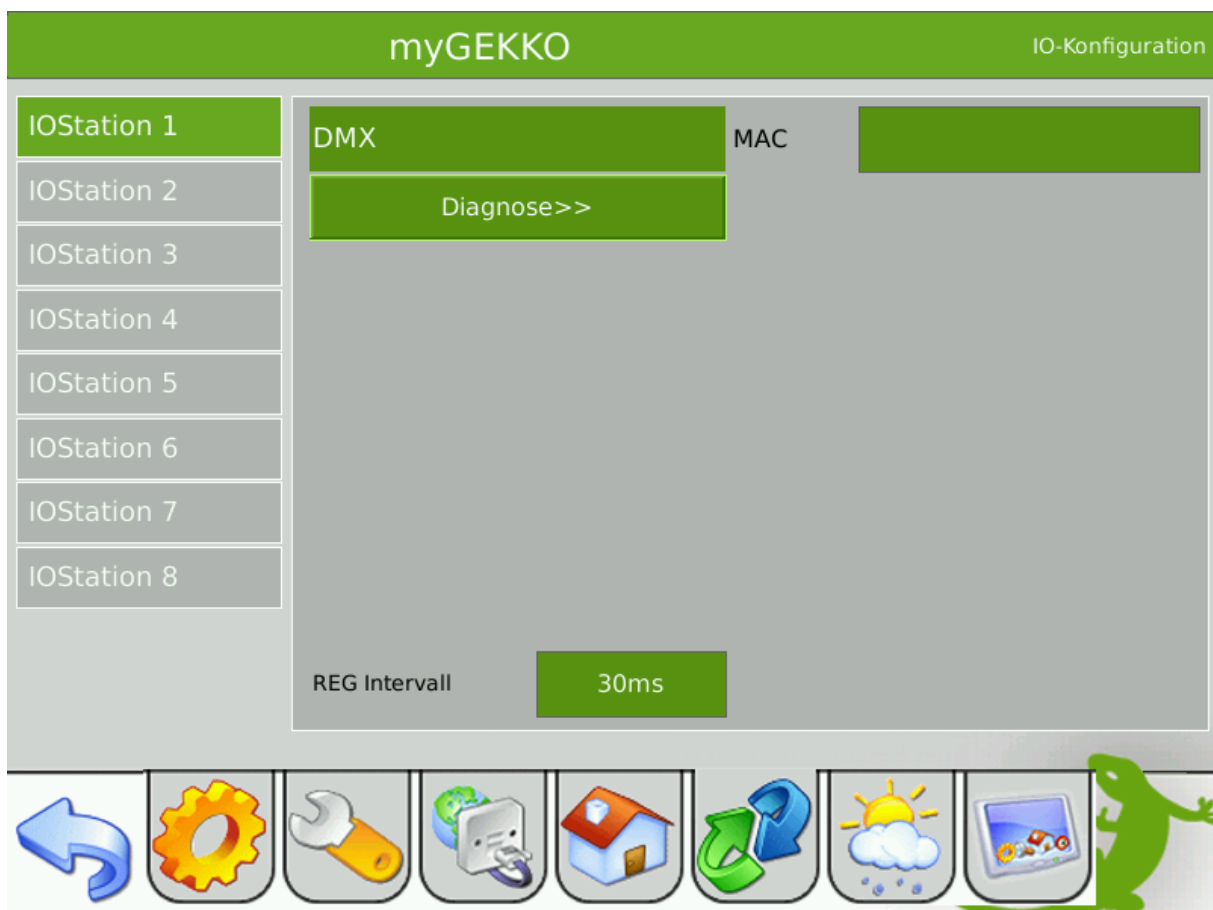 myGEKKO
IO-Konfiguration
IOStation 1
IOStation 2
IOStation 3
IOStation 4
IOStation 5
IOStation 6
IOStation 7
IOStation 8
DMX
MAC
Diagnose>>
REG Intervall
30ms